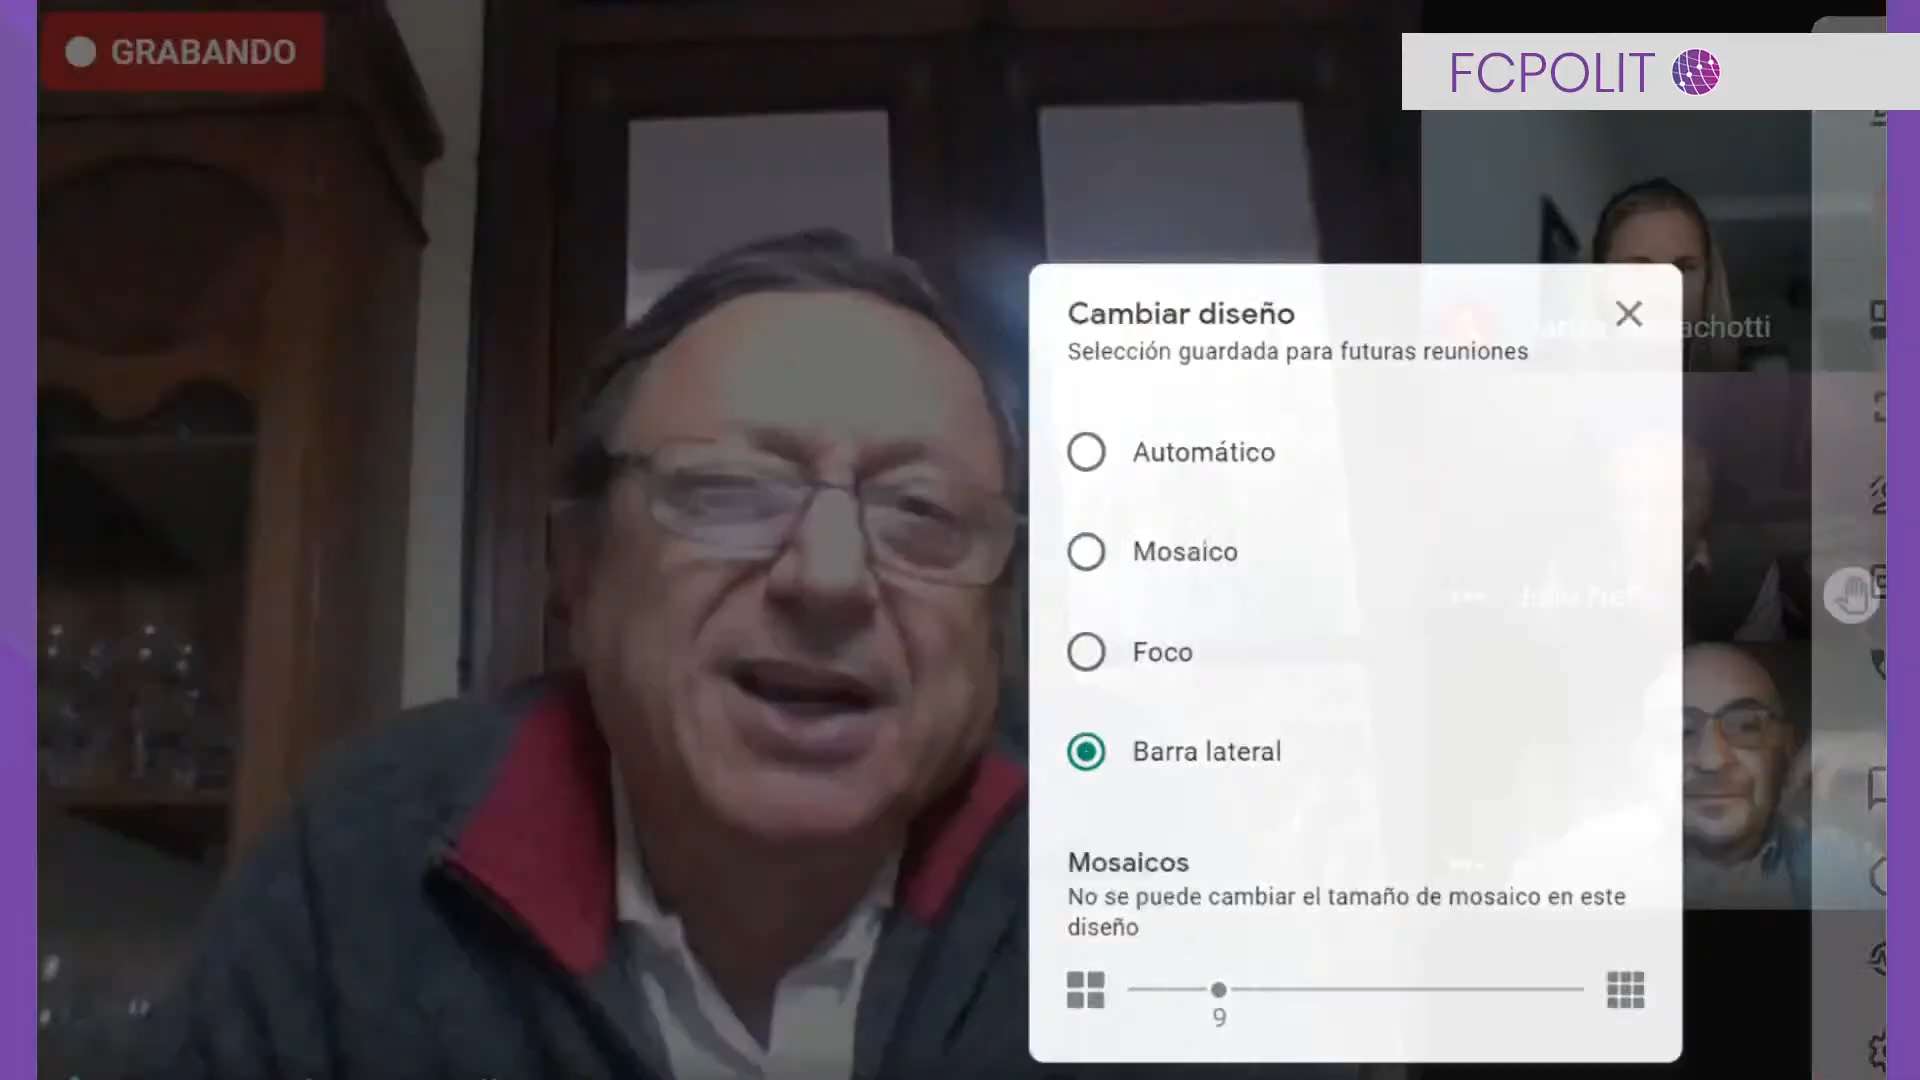 GRABANDO
FCPOLIT
Cambiar diseño
Selección guardada para futuras reuniones
achotti
Automático
Mosaico
Foco
Barra lateral
Mosaicos
No se puede cambiar el tamaño de mosaico en este
diseño
9